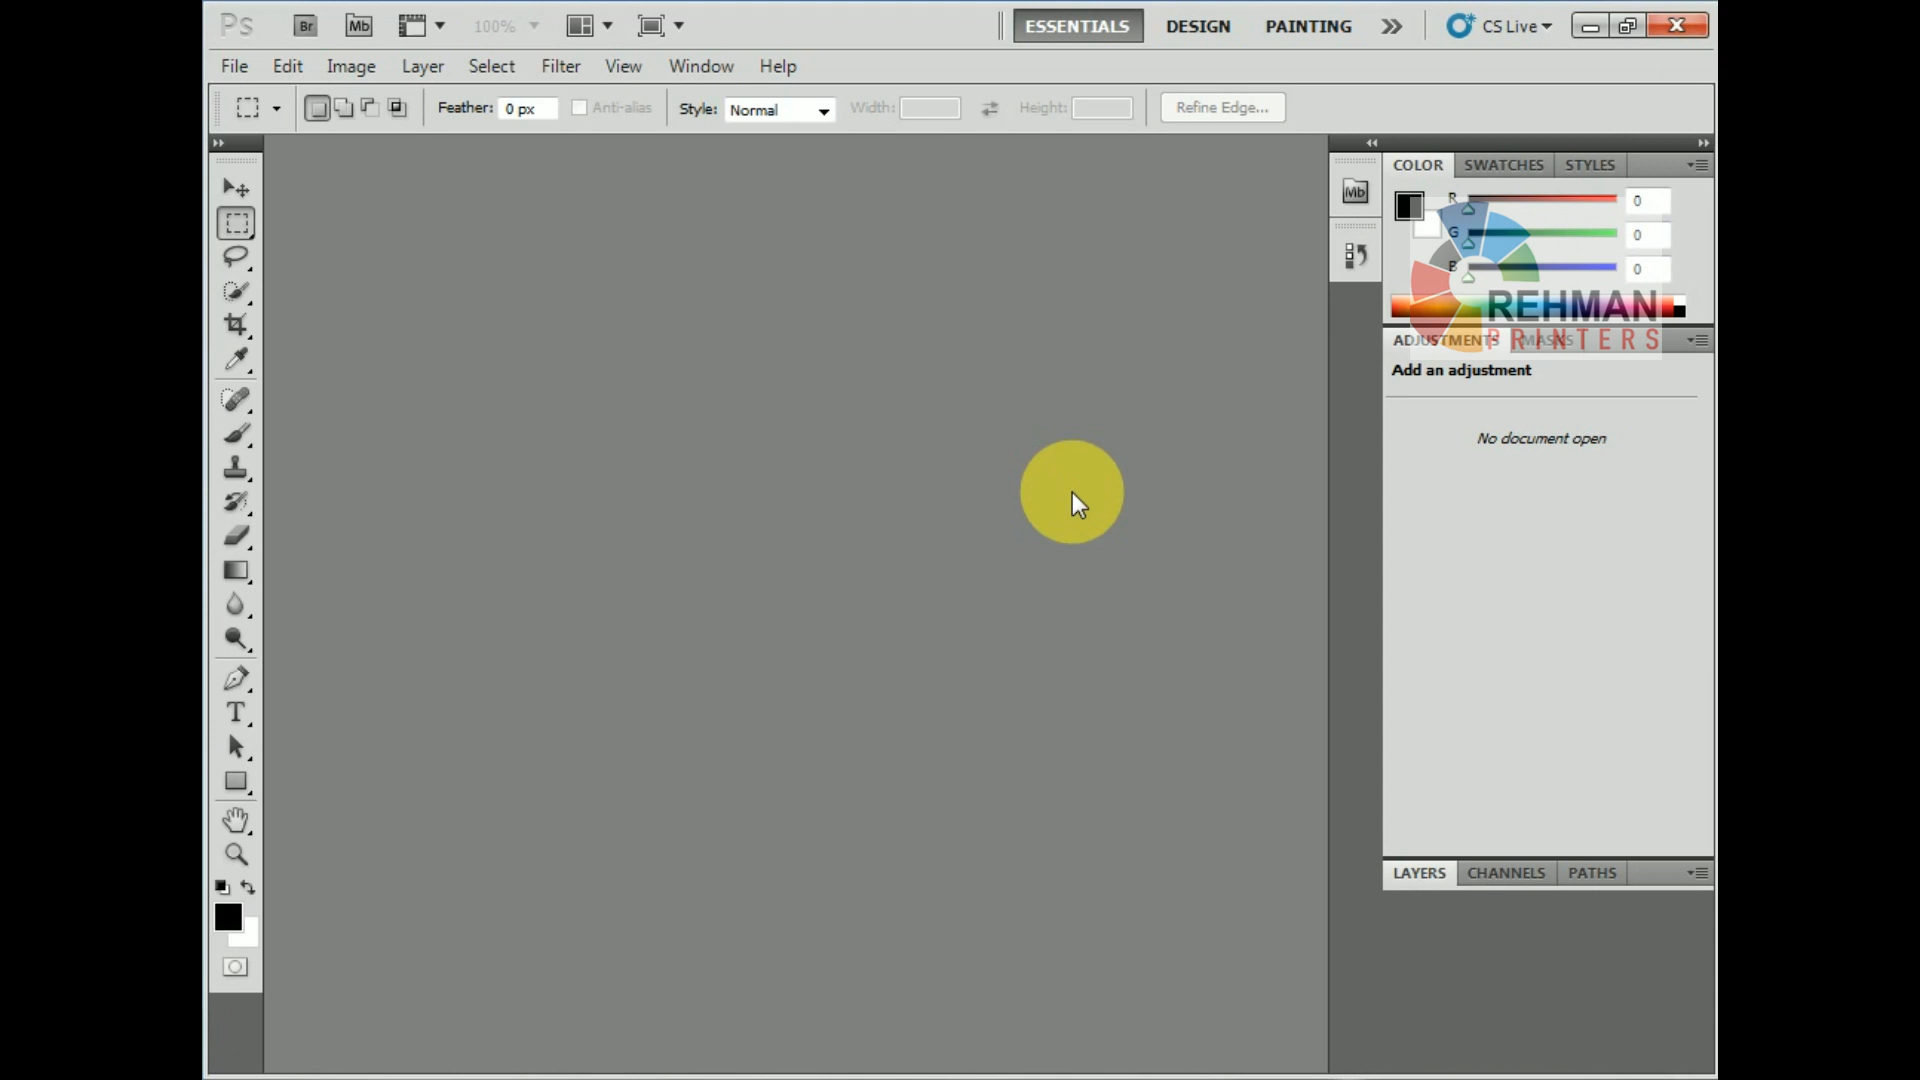 Ps Br Mb 100% ESSENTIALS DESIGN PAINTING CS Live
File Edit Image Layer Select Filter View Window Help
Feather: 0 px Anti-alias Style: Normal Width: Height: Refine Edge...
COLOR SWATCHES STYLES
Mb
R 0
G 0
B 0
REHMAN
PRINTERS
ADJUSTMENTS MASKS
Add an adjustment
No document open
T
LAYERS CHANNELS PATHS